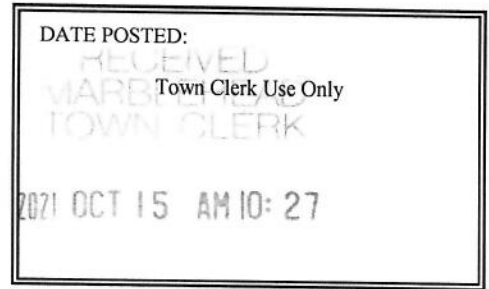 DATE POSTED:
RECEIVED
MARBLEHEAD
Town Clerk Use Only
TOWN CLERK
2021 OCT 15 AM 10: 27